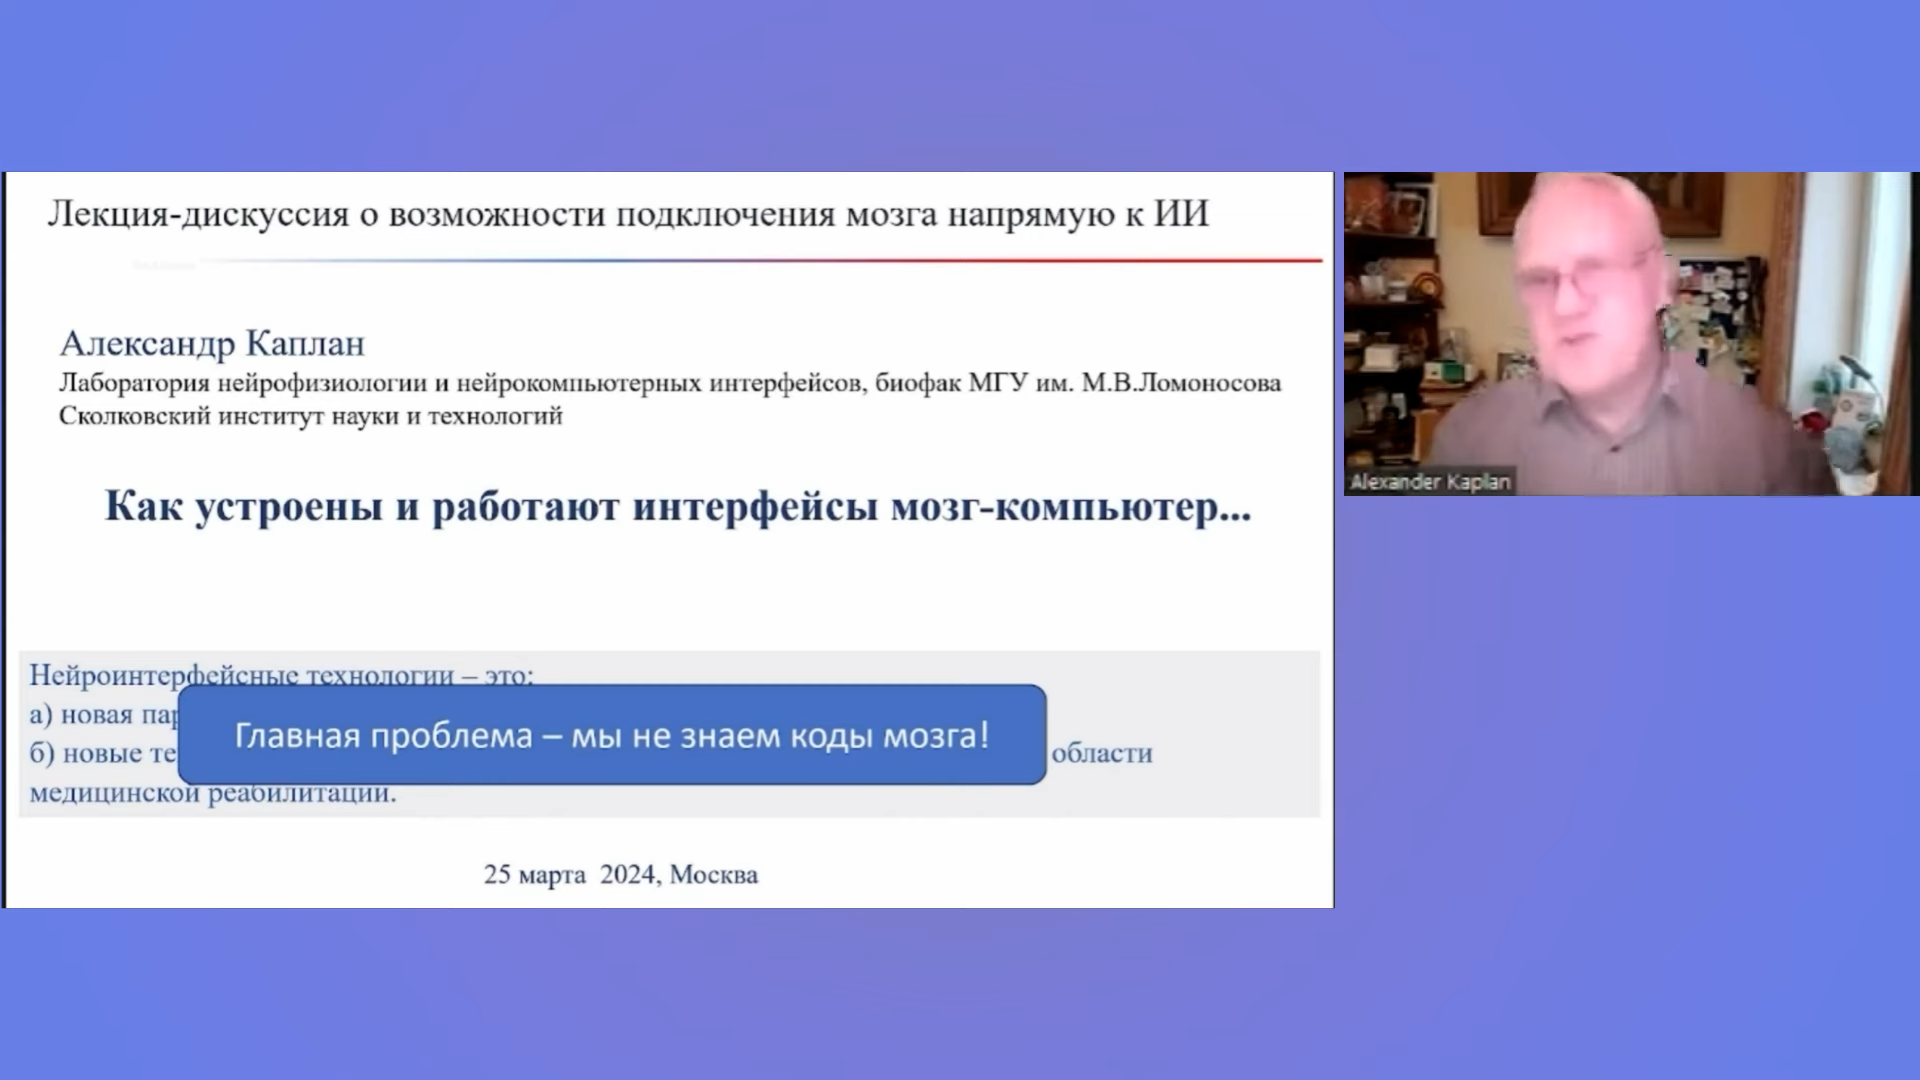 Лекция-дискуссия о возможности подключения мозга напрямую к ИИ
Александр Каплан
Лаборатория нейрофизиологии и нейрокомпьютерных интерфейсов, биофак МГУ им. М.В.Ломоносова
Сколковский институт науки и технологий
Как устроены и работают интерфейсы мозг-компьютер...
Нейроинтерфейсные технологии – это:
а) новая
б) новые области
медицинской реабилитации.
Главная проблема – мы не знаем коды мозга!
25 марта 2024, Москва
Alexander Kaplan